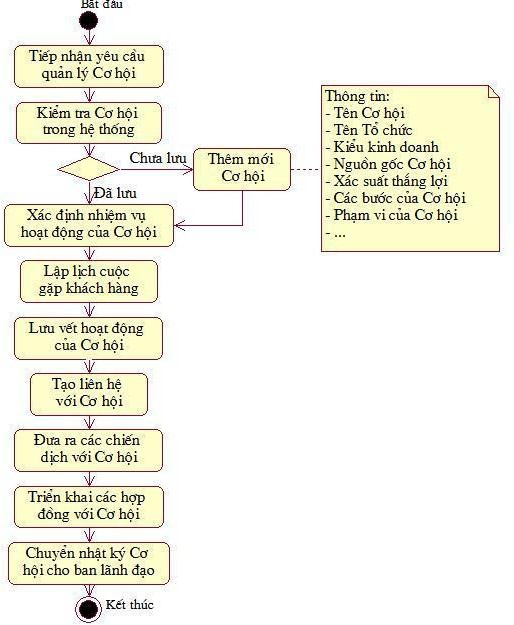 Bắt đầu
Tiếp nhận yêu cầu
quản lý Cơ hội
Kiểm tra Cơ hội
trong hệ thống
Chưa lưu
Thêm mới
Cơ hội
Thông tin:
- Tên Cơ hội
- Tên Tổ chức
- Kiểu kinh doanh
- Nguồn gốc Cơ hội
- Xác suất thắng lợi
- Các bước của Cơ hội
- Phạm vi của Cơ hội
- ...
Đã lưu
Xác định nhiệm vụ
hoạt động của Cơ hội
Lập lịch cuộc
gặp khách hàng
Lưu vết hoạt động
của Cơ hội
Tạo liên hệ
với Cơ hội
Đưa ra các chiến
dịch với Cơ hội
Triển khai các hợp
đồng với Cơ hội
Chuyển nhật ký Cơ
hội cho ban lãnh đạo
Kết thúc